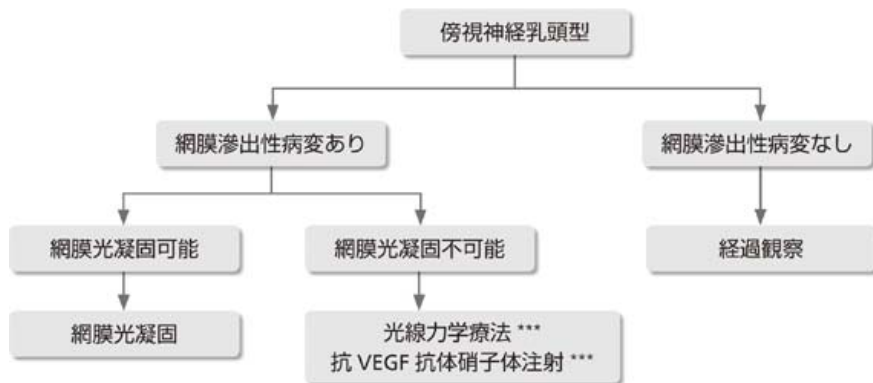 傍視神経乳頭型
網膜滲出性病変あり
網膜滲出性病変なし
網膜光凝固可能
網膜光凝固不可能
経過観察
網膜光凝固
光線力学療法 ***
抗 VEGF 抗体硝子体注射 ***